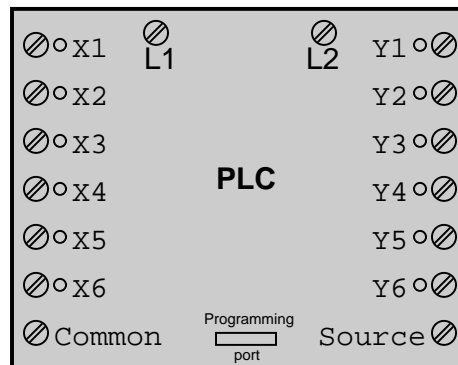 X1 L1 L2 Y1
X2 Y2
X3 Y3
X4 PLC Y4
X5 Y5
X6 Y6
Common Programming port Source